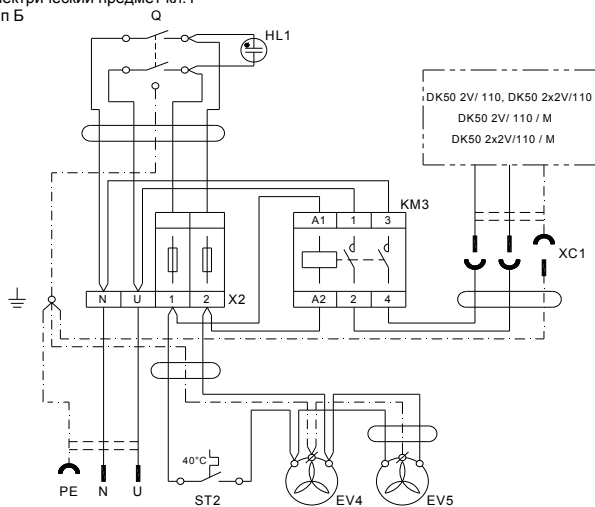 п Б
Q
HL1
DK50 2V/ 110, DK50 2x2V/110
DK50 2V/ 110 / M
DK50 2x2V/110 / M
KM3
A1 1 3
XC1
A2 2 4
N U 1 2 X2
40°C
PE N U
ST2
EV4
EV5